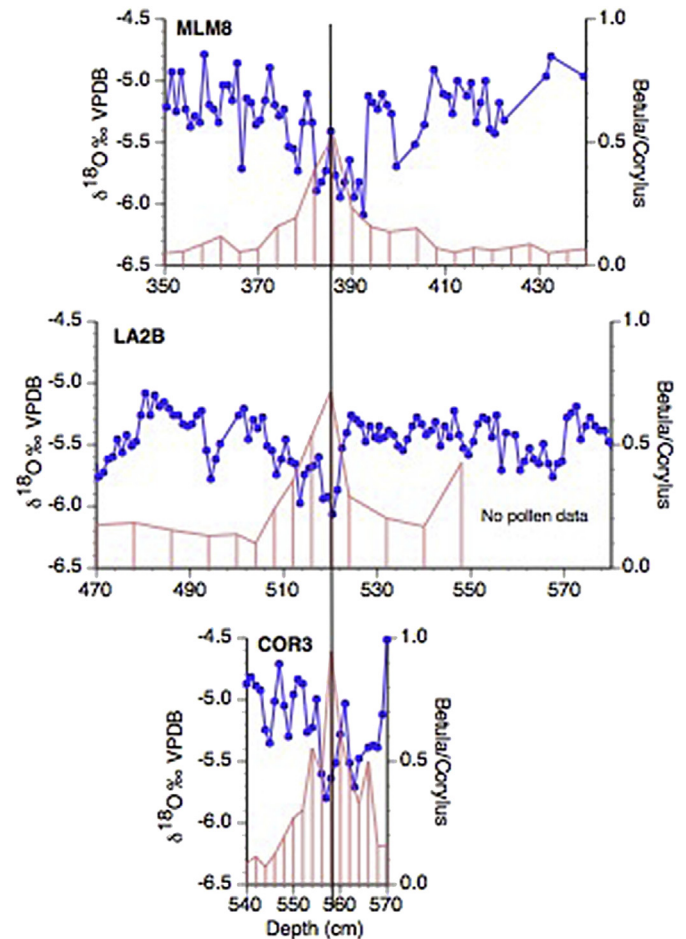 MLM8
-4.5
-5.0
-5.5
-6.0
-6.5
δ18O‰ VPDB
1.0
0.5
0.0
Betula/Corylus
350 370 390 410 430
LA2B
-4.5
-5.0
-5.5
-6.0
-6.5
δ18O‰ VPDB
No pollen data
1.0
0.5
0.0
Betula/Corylus
470 490 510 530 550 570
COR3
-4.5
-5.0
-5.5
-6.0
-6.5
δ18O‰ VPDB
1.0
0.5
0.0
Betula/Corylus
540 550 560 570
Depth (cm)